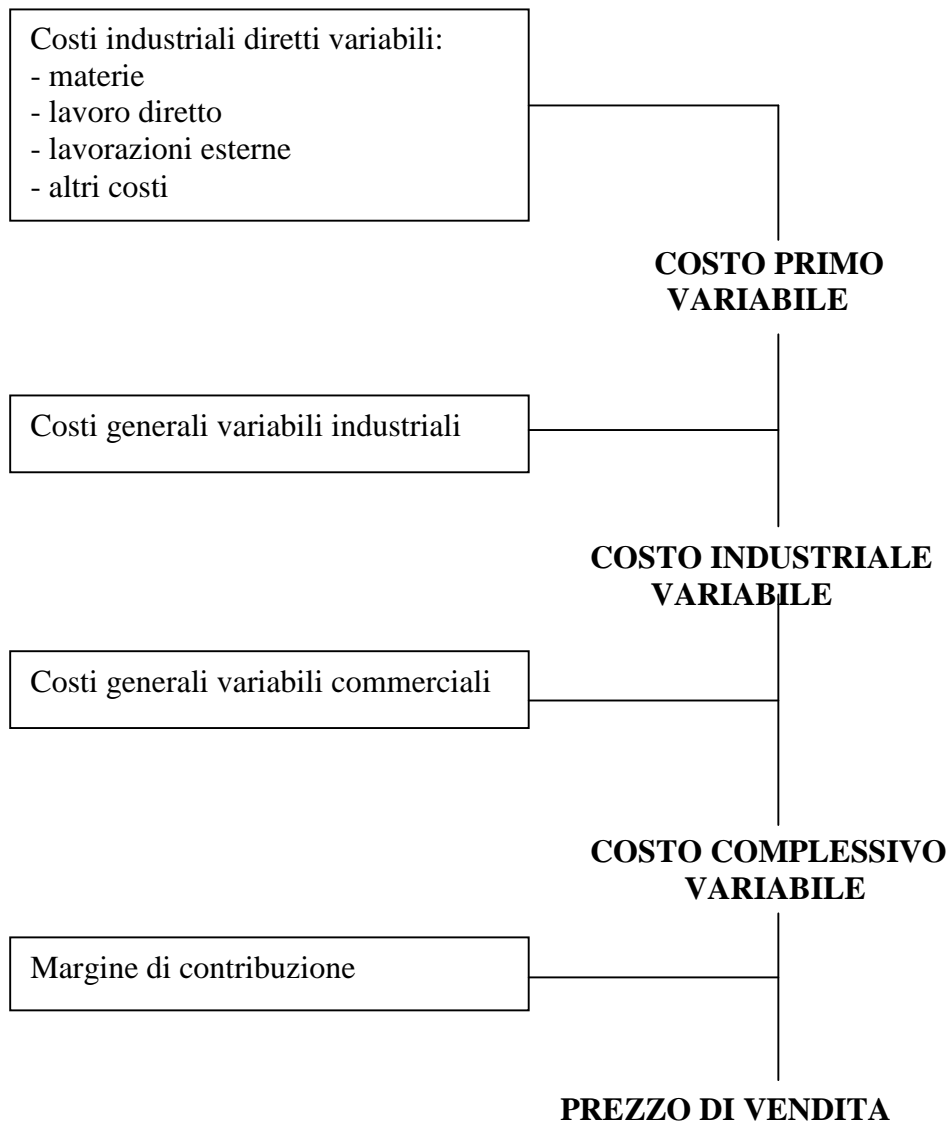 Costi industriali diretti variabili:
- materie
- lavoro diretto
- lavorazioni esterne
- altri costi
COSTO PRIMO
VARIABILE
Costi generali variabili industriali
COSTO INDUSTRIALE
VARIABILE
Costi generali variabili commerciali
COSTO COMPLESSIVO
VARIABILE
Margine di contribuzione
PREZZO DI VENDITA